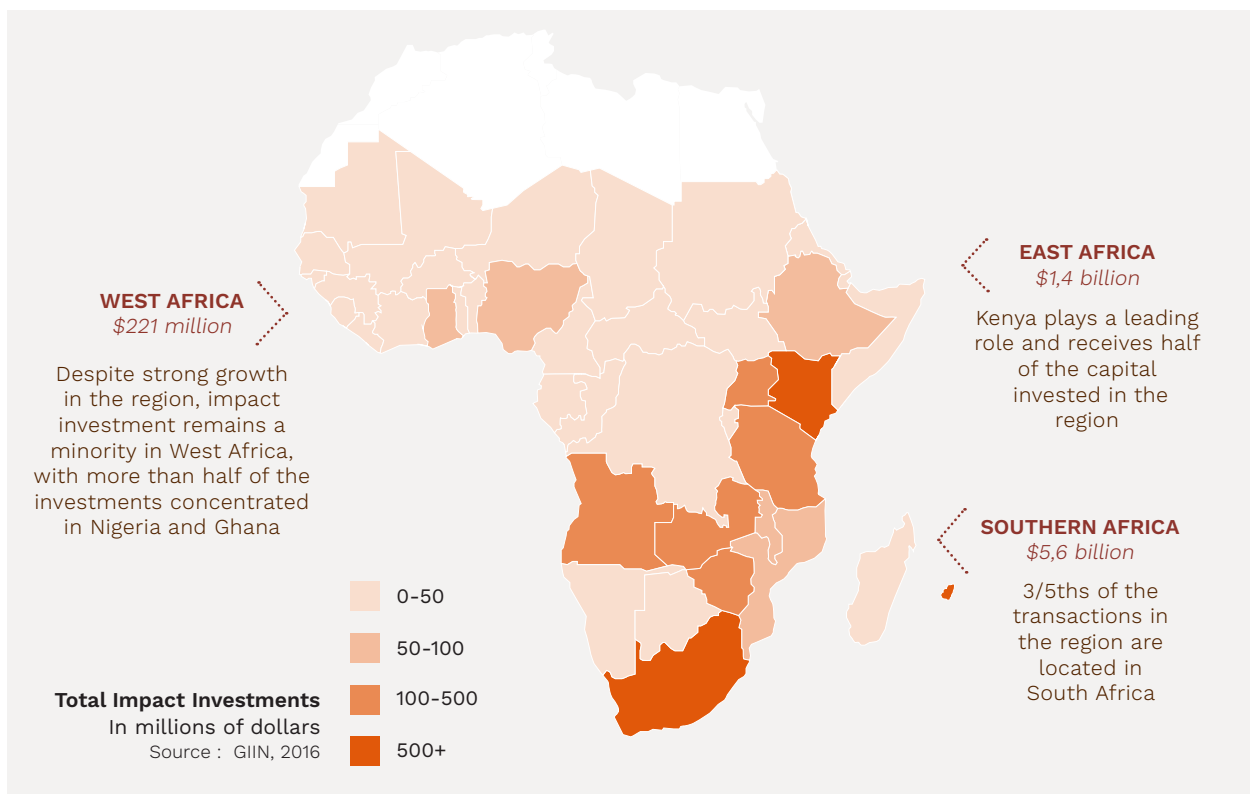 WEST AFRICA
$221 million
Despite strong growth
in the region, impact
investment remains a
minority in West Africa,
with more than half of the
investments concentrated
in Nigeria and Ghana
EAST AFRICA
$1,4 billion
Kenya plays a leading
role and receives half
of the capital
invested in the
region
SOUTHERN AFRICA
$5,6 billion
3/5ths of the
transactions in
the region are
located in
South Africa
Total Impact Investments
In millions of dollars
Source : GIIN, 2016
0-50
50-100
100-500
500+